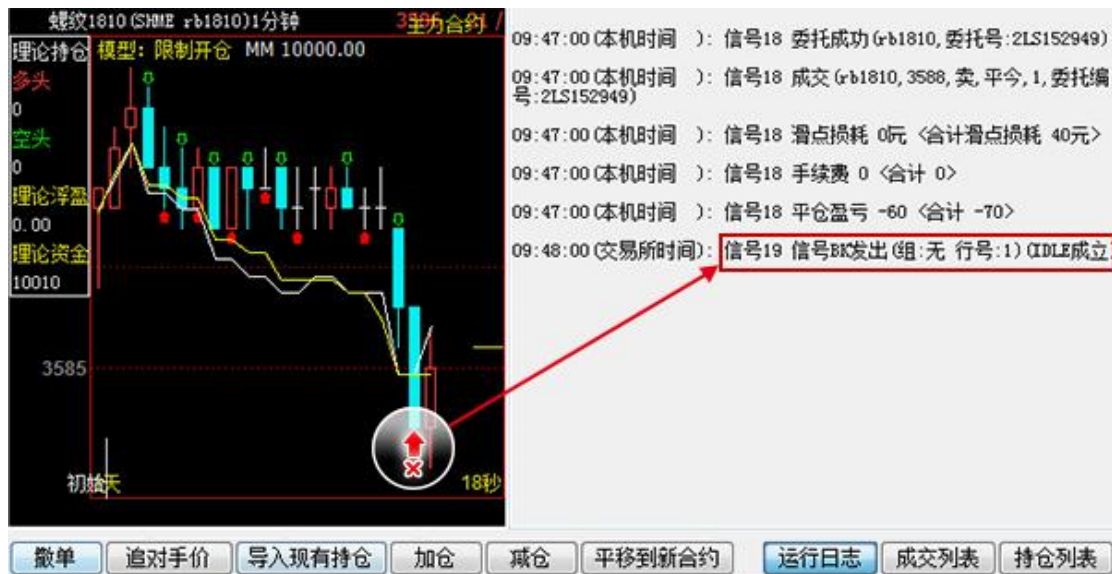 螺纹1810(SHME rb1810)1分钟
主力合约
理论持仓
模型：限制开仓 MM 10000.00
多头
0
空头
0
理论浮盈
0.00
理论资金
10010
3585
初始天
18秒
09:47:00(本机时间 ): 信号18 委托成功(rb1810,委托号:2LS152949)
09:47:00(本机时间 ): 信号18 成交(rb1810,3588,卖,平今,1,委托编
号:2LS152949)
09:47:00(本机时间 ): 信号18 滑点损耗 0元 <合计滑点损耗 40元>
09:47:00(本机时间 ): 信号18 手续费 0 <合计 0>
09:47:00(本机时间 ): 信号18 平仓盈亏 -60 <合计 -70>
09:48:00(交易所时间): 信号19 信号BK发出(组:无 行号:1)(IDLE成立
撤单 追对手价 导入现有持仓 加仓 减仓 平移到新合约 运行日志 成交列表 持仓列表